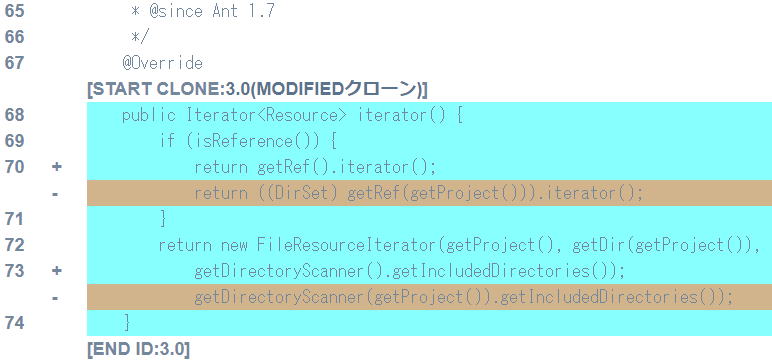 65 * @since Ant 1.7
66 */
67 @Override
[START CLONE:3.0(MODIFIEDクローン)]
68 public Iterator<Resource> iterator() {
69 if (isReference()) {
70 + return getRef().iterator();
- return ((DirSet) getRef(getProject())).iterator();
71 }
72 return new FileResourceIterator(getProject(), getDir(getProject()),
73 + getDirectoryScanner().getIncludedDirectories());
- getDirectoryScanner(getProject()).getIncludedDirectories());
74 }
[END ID:3.0]